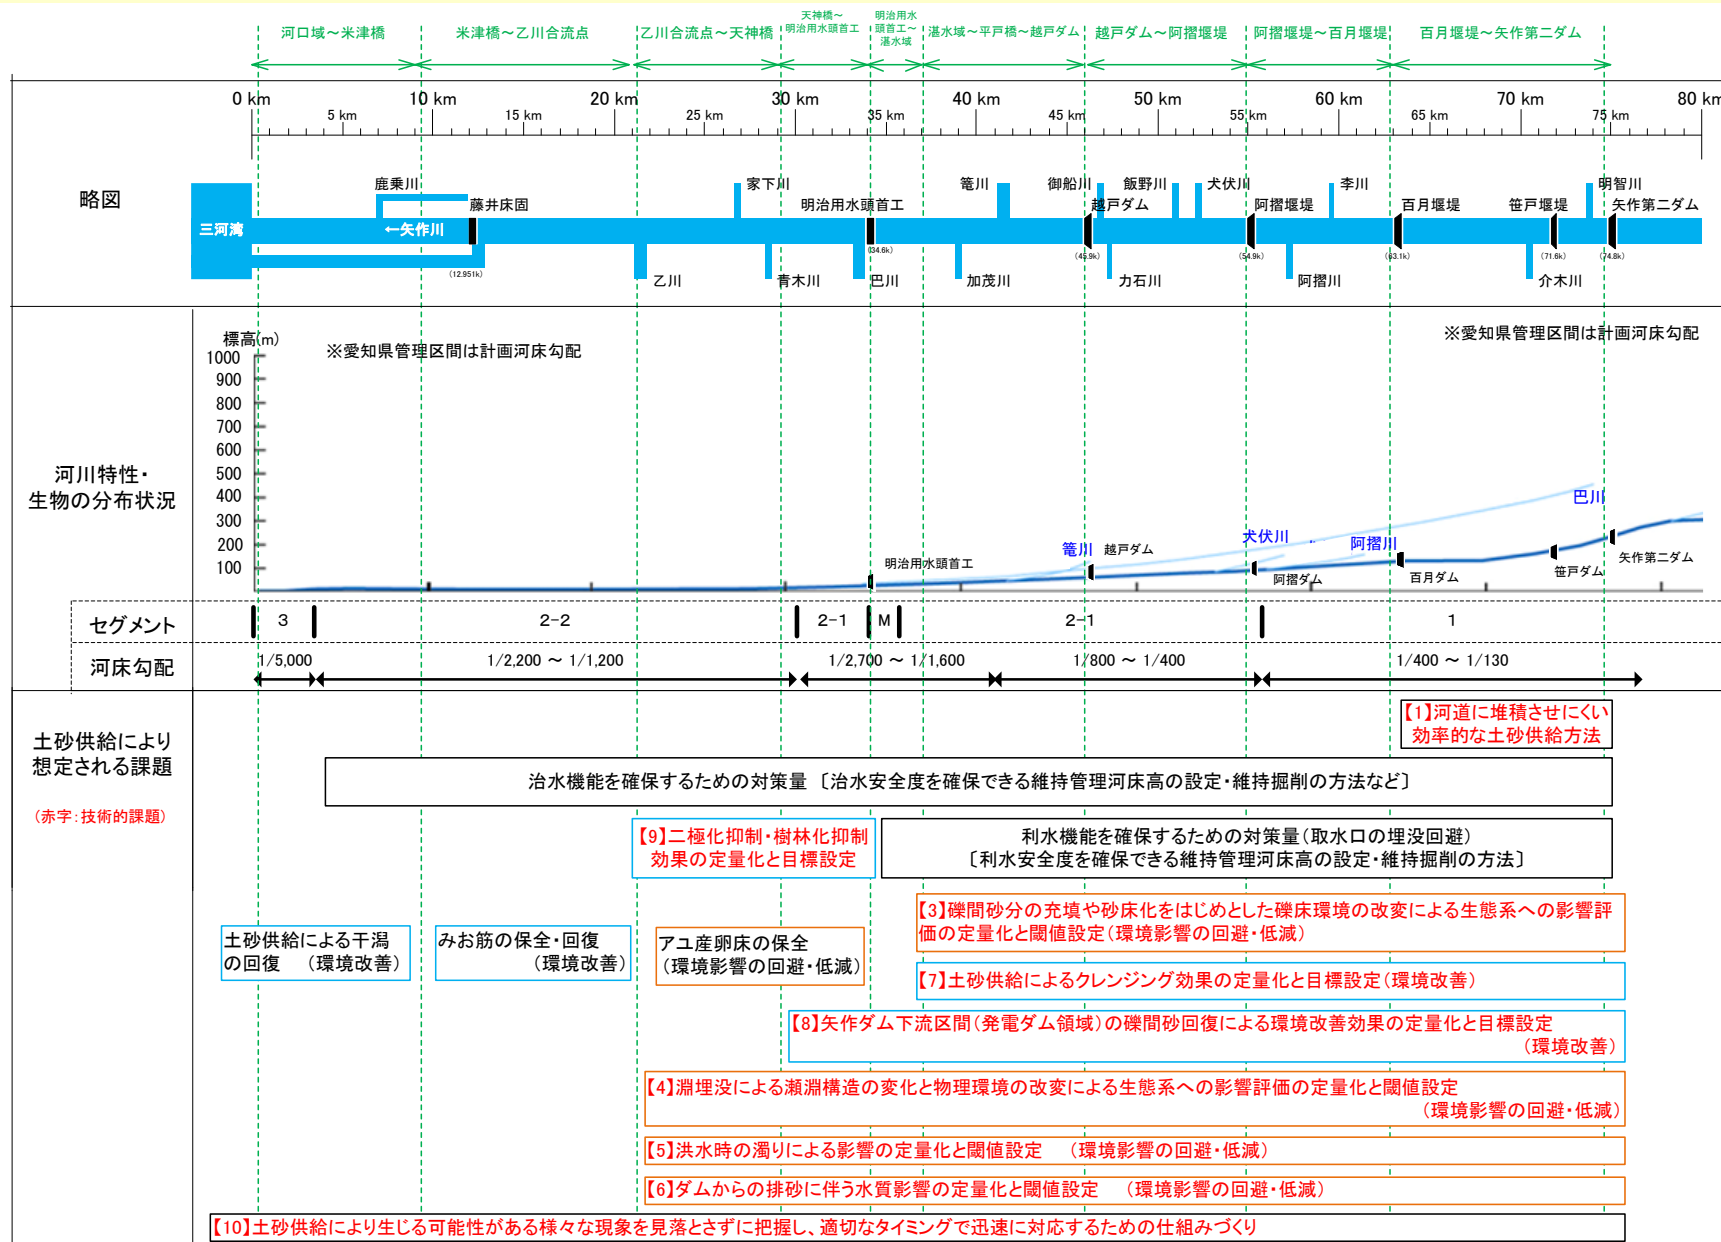 河口域～米津橋
米津橋～乙川合流点
乙川合流点～天神橋
天神橋～
明治用水頭首工
明治用水
頭首工～
湛水域
湛水域～平戸橋～越戸ダム
越戸ダム～阿摺堰堤
阿摺堰堤～百月堰堤
百月堰堤～矢作第二ダム
0 km
10 km
20 km
30 km
40 km
50 km
60 km
70 km
80 km
5 km
15 km
25 km
35 km
45 km
55 km
65 km
75 km
略図
鹿乗川
藤井床固
家下川
明治用水頭首工
篭川
御船川
越戸ダム
飯野川
犬伏川
阿摺堰堤
李川
百月堰堤
笹戸堰堤
明智川
矢作第二ダム
三河湾
←矢作川
(12.951k)
(34.6k)
(45.9k)
(54.9k)
(63.1k)
(71.6k)
(74.8k)
乙川
青木川
巴川
加茂川
力石川
阿摺川
介木川
河川特性・
生物の分布状況
標高(m)
※愛知県管理区間は計画河床勾配
※愛知県管理区間は計画河床勾配
1000
900
800
700
600
500
400
300
200
100
明治用水頭首工
篭川
越戸ダム
犬伏川
阿摺ダム
阿摺川
百月ダム
巴川
笹戸ダム
矢作第二ダム
セグメント
3
2-2
2-1
M
2-1
1
河床勾配
1/5,000
1/2,200 ～ 1/1,200
1/2,700 ～ 1/1,600
1/800 ～ 1/400
1/400 ～ 1/130
土砂供給により
想定される課題
(赤字：技術的課題)
【1】河道に堆積させにくい
効率的な土砂供給方法
治水機能を確保するための対策量 〔治水安全度を確保できる維持管理河床高の設定・維持掘削の方法など〕
【9】二極化抑制・樹林化抑制
効果の定量化と目標設定
利水機能を確保するための対策量(取水口の埋没回避)
〔利水安全度を確保できる維持管理河床高の設定・維持掘削の方法〕
【3】礫間砂分の充填や砂床化をはじめとした礫床環境の改変による生態系への影響評
価の定量化と閾値設定(環境影響の回避・低減)
土砂供給による干潟
の回復 (環境改善)
みお筋の保全・回復
(環境改善)
アユ産卵床の保全
(環境影響の回避・低減)
【7】土砂供給によるクレンジング効果の定量化と目標設定(環境改善)
【8】矢作ダム下流区間(発電ダム領域)の礫間砂回復による環境改善効果の定量化と目標設定
(環境改善)
【4】淵埋没による瀬淵構造の変化と物理環境の改変による生態系への影響評価の定量化と閾値設定
(環境影響の回避・低減)
【5】洪水時の濁りによる影響の定量化と閾値設定 (環境影響の回避・低減)
【6】ダムからの排砂に伴う水質影響の定量化と閾値設定 (環境影響の回避・低減)
【10】土砂供給により生じる可能性がある様々な現象を見落とさずに把握し、適切なタイミングで迅速に対応するための仕組みづくり